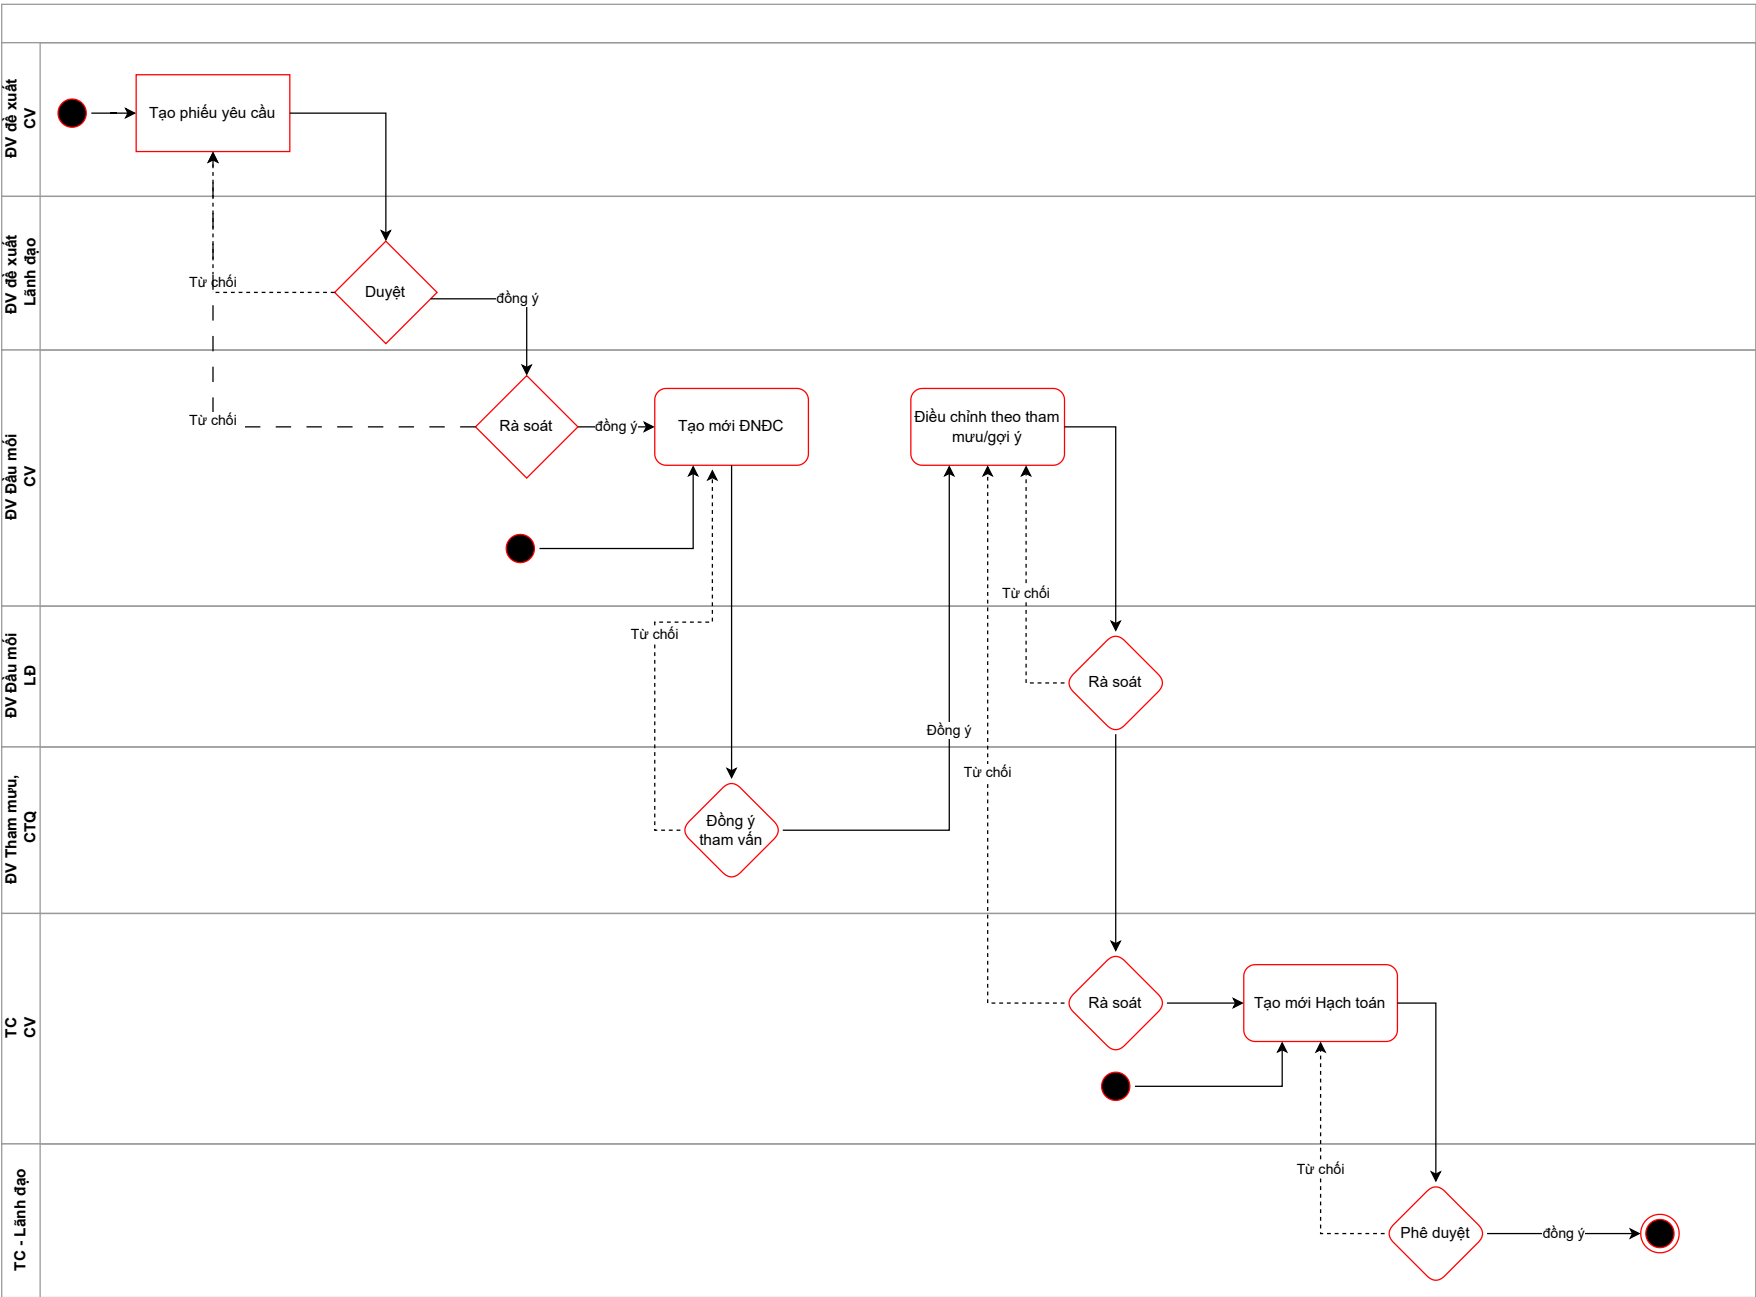 ĐV đề xuất
CV
Tạo phiếu yêu cầu
ĐV đề xuất
Lãnh đạo
Từ chối
Duyệt
đồng ý
ĐV Đầu mối
CV
Từ chối
Rà soát
đồng ý
Tạo mới ĐNĐC
Điều chỉnh theo tham
mưu/gợi ý
Từ chối
ĐV Đầu mối
LĐ
Từ chối
Rà soát
Đồng ý
ĐV Tham mưu,
CTQ
Từ chối
Đồng ý
tham vấn
TC
CV
Rà soát
Tạo mới Hạch toán
TC - Lãnh đạo
Từ chối
Phê duyệt
đồng ý